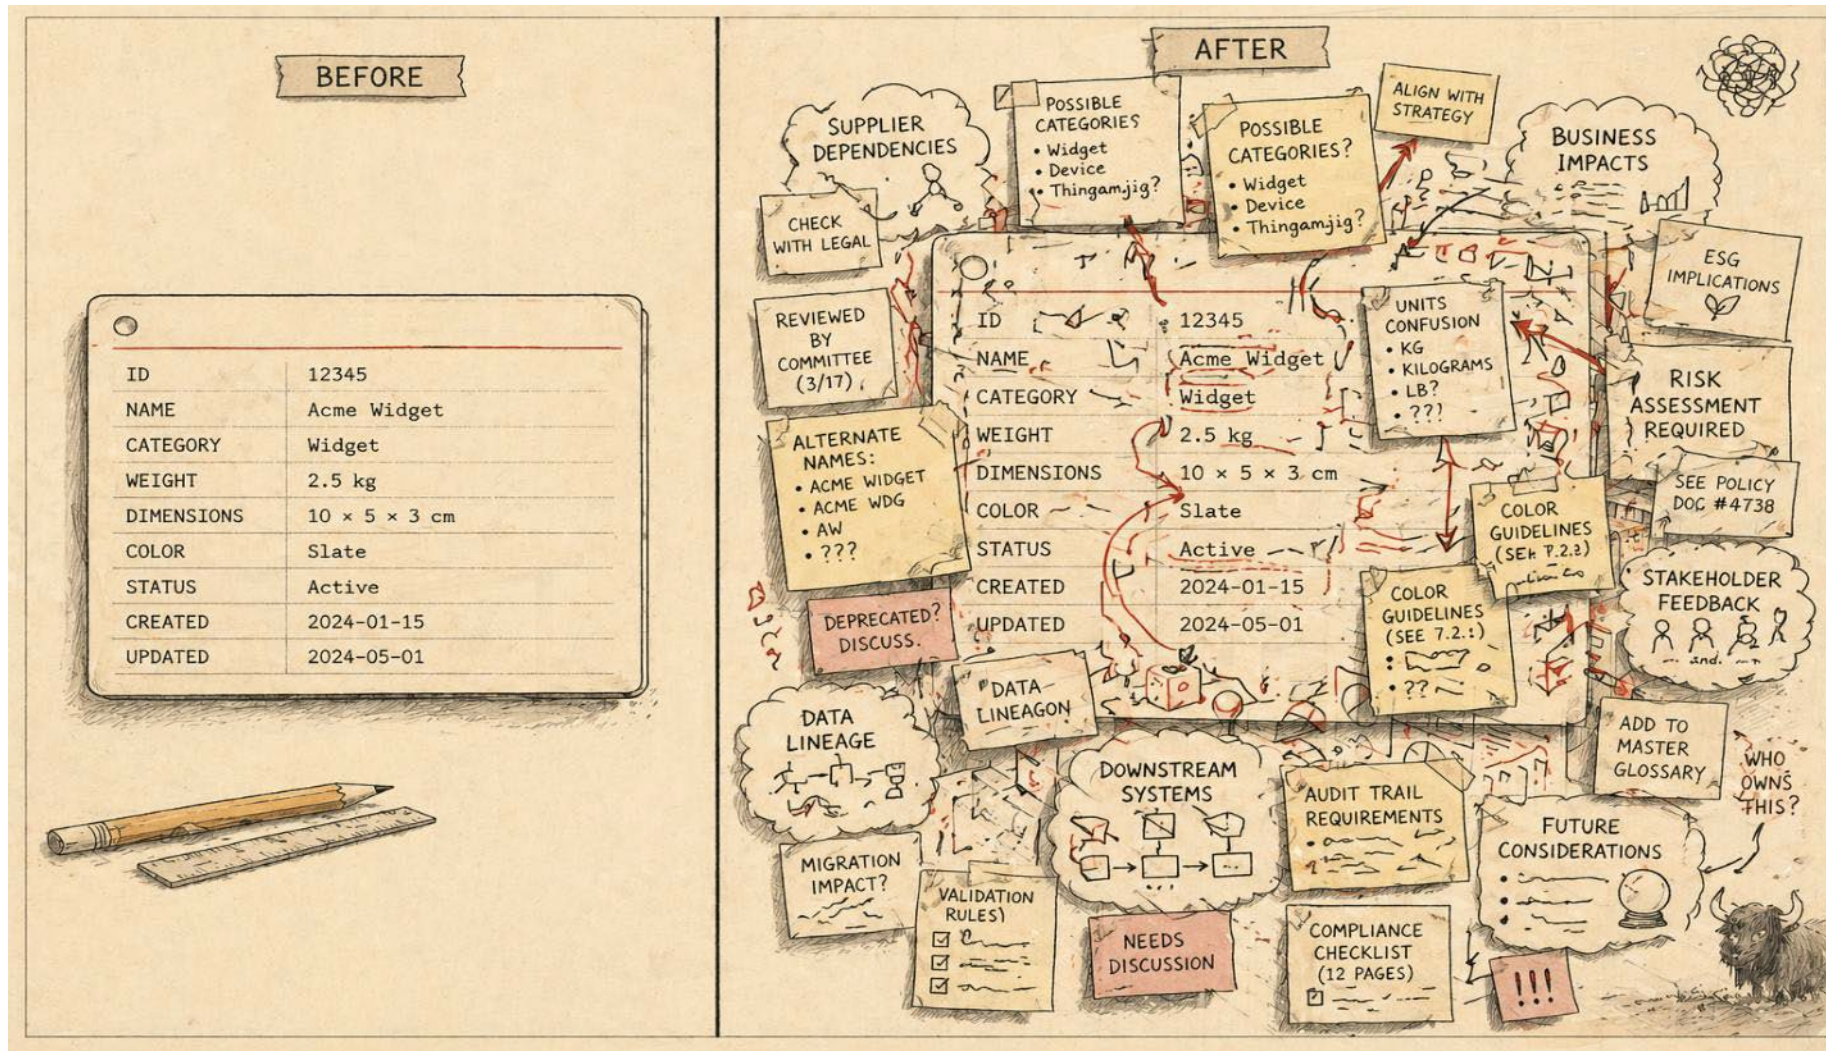 BEFORE
ID 12345
NAME Acme Widget
CATEGORY Widget
WEIGHT 2.5 kg
DIMENSIONS 10 × 5 × 3 cm
COLOR Slate
STATUS Active
CREATED 2024-01-15
UPDATED 2024-05-01
AFTER
SUPPLIER
DEPENDENCIES
POSSIBLE
CATEGORIES
• Widget
• Device
• Thingamjig?
POSSIBLE
CATEGORIES?
• Widget
• Device
• Thingamjig?
ALIGN WITH
STRATEGY
BUSINESS
IMPACTS
CHECK
WITH LEGAL
ESG
IMPLICATIONS
REVIEWED
BY
COMMITTEE
(3/17)
UNITS
CONFUSION
• KG
• KILOGRAMS
• LB?
• ???
RISK
ASSESSMENT
REQUIRED
ID 12345
NAME Acme Widget
CATEGORY Widget
WEIGHT 2.5 kg
DIMENSIONS 10 × 5 × 3 cm
COLOR Slate
STATUS Active
CREATED 2024-01-15
UPDATED 2024-05-01
ALTERNATE
NAMES:
• ACME WIDGET
• ACME WDG
• AW
• ???
SEE POLICY
DOC #4738
COLOR
GUIDELINES
COLOR
GUIDELINES
(SEE 7.2.:)
• ??
STAKEHOLDER
FEEDBACK
and.
DEPRECATED?
DISCUSS.
DATA
LINEAGON
DATA
LINEAGE
DOWNSTREAM
SYSTEMS
...
AUDIT TRAIL
REQUIREMENTS
ADD TO
MASTER
GLOSSARY
WHO
OWNS
THIS?
FUTURE
CONSIDERATIONS
MIGRATION
IMPACT?
VALIDATION
RULES)
NEEDS
DISCUSSION
COMPLIANCE
CHECKLIST
(12 PAGES)
!!!